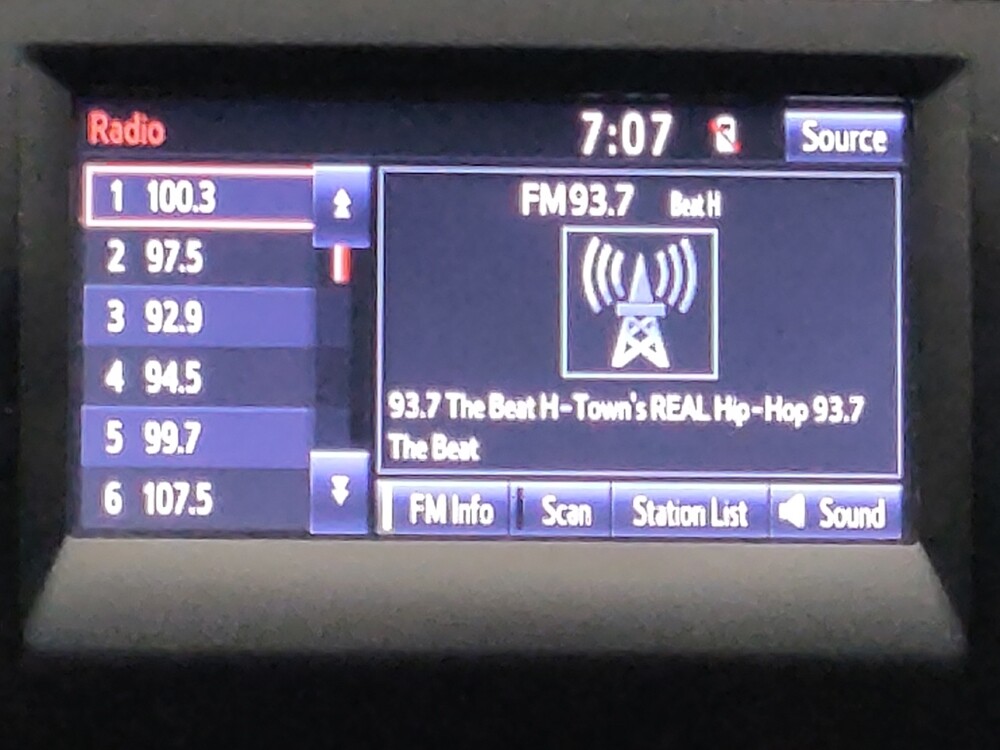 Radio 7:07 Source
1 100.3
2 97.5
3 92.9
4 94.5
5 99.7
6 107.5
FM 93.7 Beat H
93.7 The Beat H-Town's REAL Hip-Hop 93.7
The Beat
FM Info Scan Station List Sound